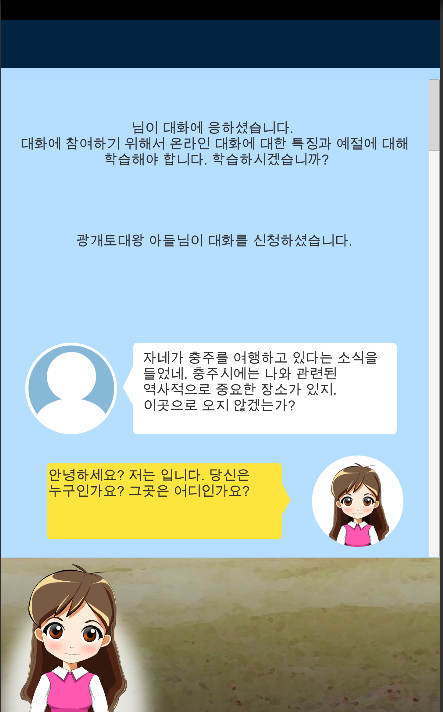 님이 대화에 응하셨습니다.
대화에 참여하기 위해서 온라인 대화에 대한 특징과 예절에 대해
학습해야 합니다. 학습하시겠습니까?
광개토대왕 아들님이 대화를 신청하셨습니다.
자네가 충주를 여행하고 있다는 소식을
들었네. 충주시에는 나와 관련된
역사적으로 중요한 장소가 있지.
이곳으로 오지 않겠는가?
안녕하세요? 저는 입니다. 당신은
누구인가요? 그곳은 어디인가요?